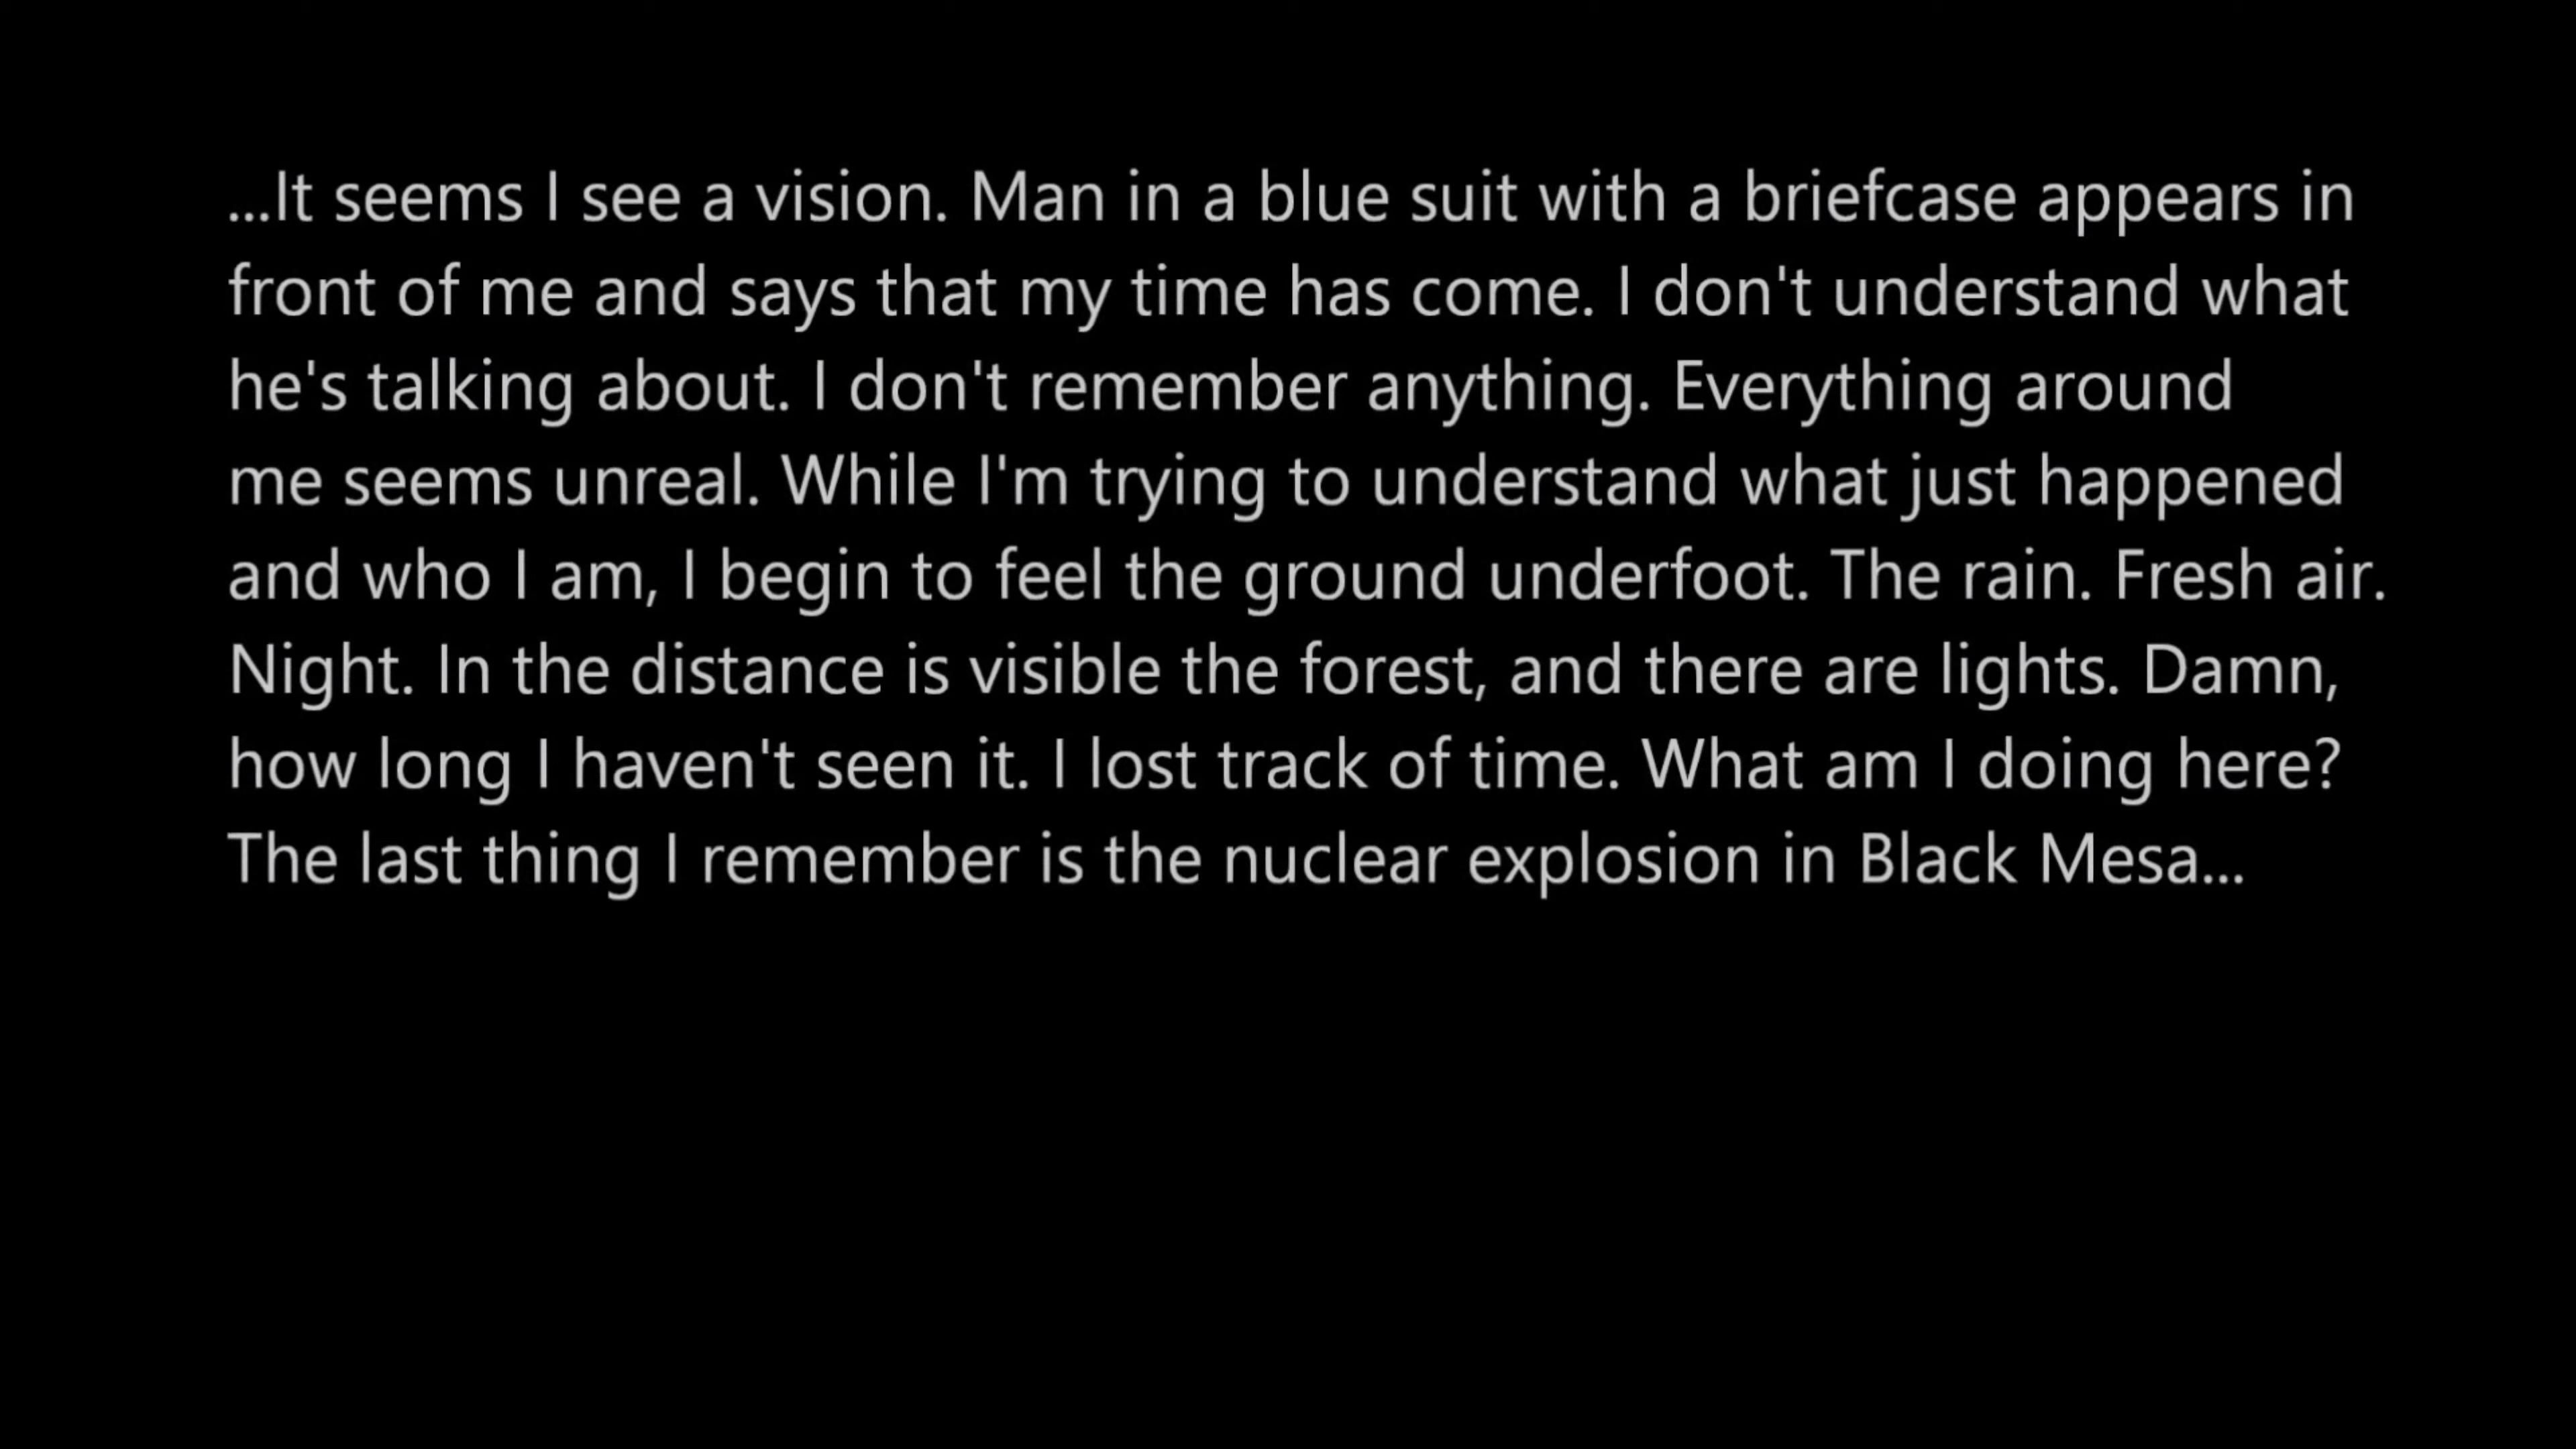 ...It seems I see a vision. Man in a blue suit with a briefcase appears in
front of me and says that my time has come. I don't understand what
he's talking about. I don't remember anything. Everything around
me seems unreal. While I'm trying to understand what just happened
and who I am, I begin to feel the ground underfoot. The rain. Fresh air.
Night. In the distance is visible the forest, and there are lights. Damn,
how long I haven't seen it. I lost track of time. What am I doing here?
The last thing I remember is the nuclear explosion in Black Mesa...